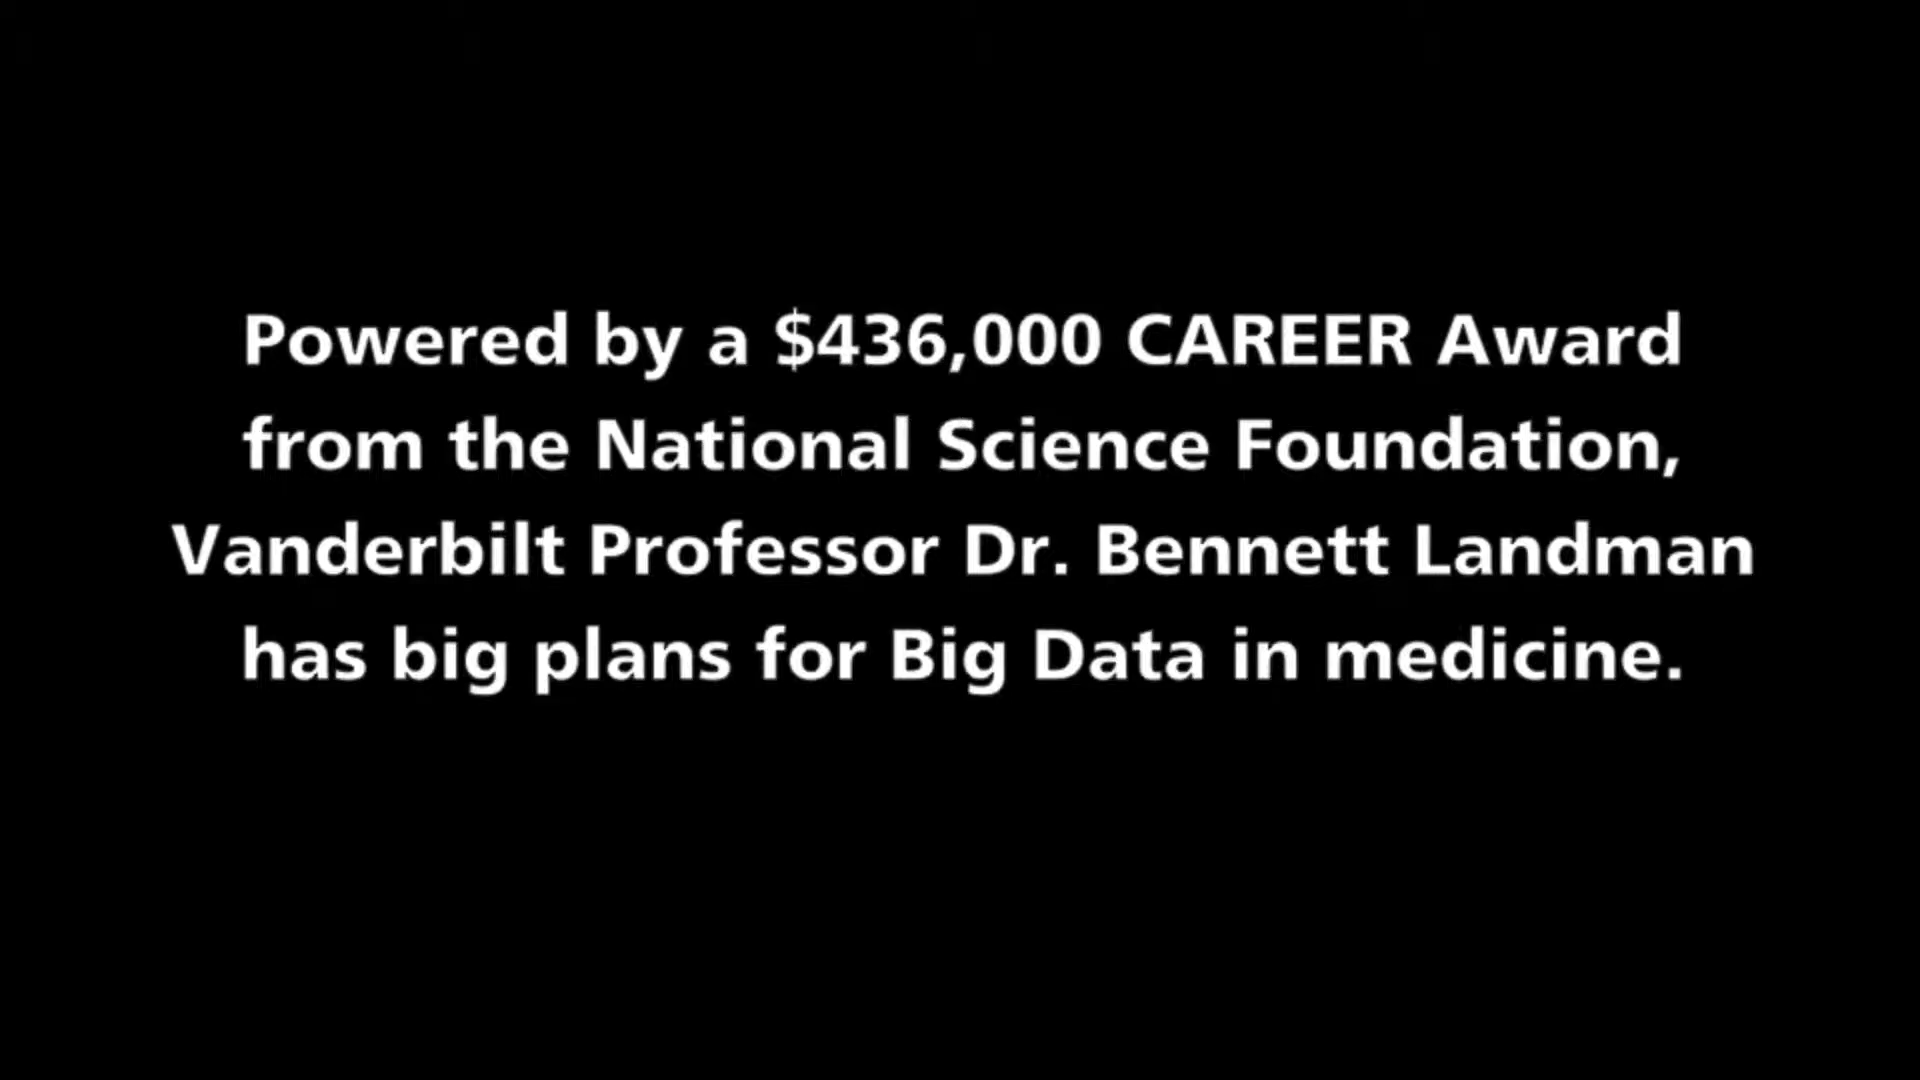 Powered by a $436,000 CAREER Award
from the National Science Foundation,
Vanderbilt Professor Dr. Bennett Landman
has big plans for Big Data in medicine.